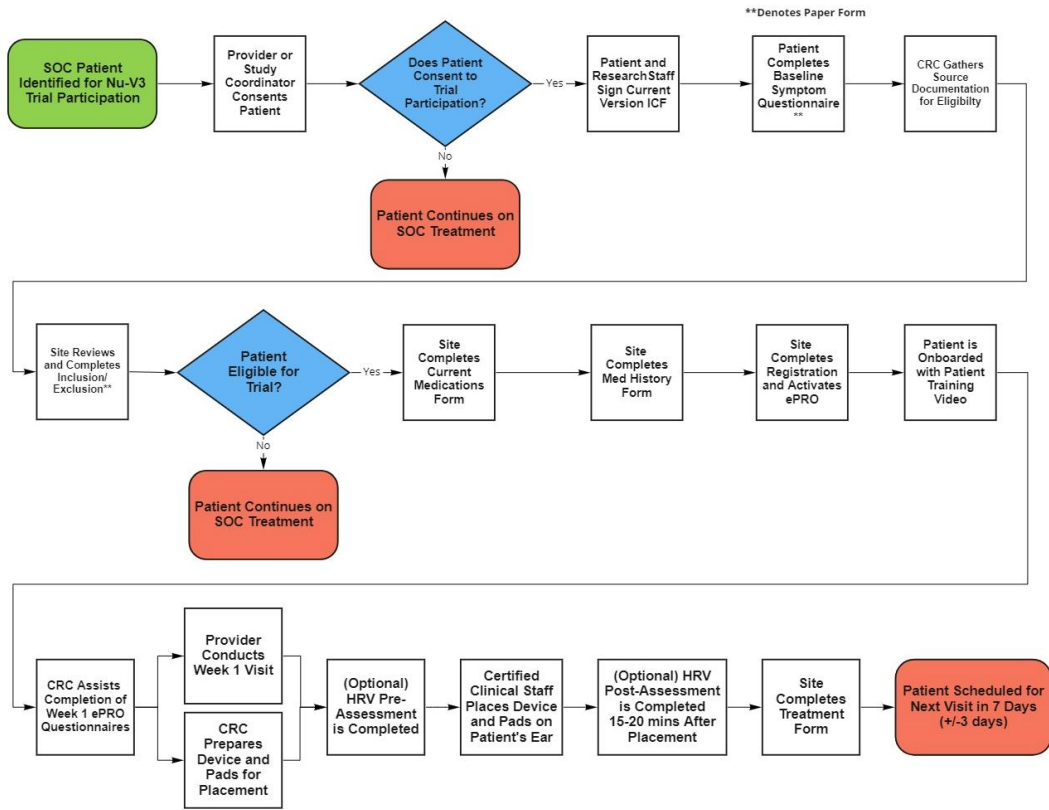 **Denotes Paper Form
SOC Patient
Identified for Nu-V3
Trial Participation
Provider or
Study
Coordinator
Consents
Patient
Does Patient
Consent to
Trial
Participation?
Yes
Patient and
Research Staff
Sign Current
Version ICF
Patient
Completes
Baseline
Symptom
Questionnaire
**
CRC Gathers
Source
Documentation
for Eligibilty
No
Patient Continues on
SOC Treatment
Site Reviews
and Completes
Inclusion/
Exclusion**
Patient
Eligible for
Trial?
Yes
Site
Completes
Current
Medications
Form
Site
Completes
Med History
Form
Site
Completes
Registration
and Activates
ePRO
Patient is
Onboarded
with Patient
Training
Video
No
Patient Continues on
SOC Treatment
CRC Assists
Completion of
Week 1 ePRO
Questionnaires
Provider
Conducts
Week 1 Visit
CRC
Prepares
Device and
Pads for
Placement
(Optional)
HRV Pre-
Assessment
is Completed
Certified
Clinical Staff
Places Device
and Pads on
Patient's Ear
(Optional) HRV
Post-Assessment
is Completed
15-20 mins After
Placement
Site
Completes
Treatment
Form
Patient Scheduled for
Next Visit in 7 Days
(+/-3 days)